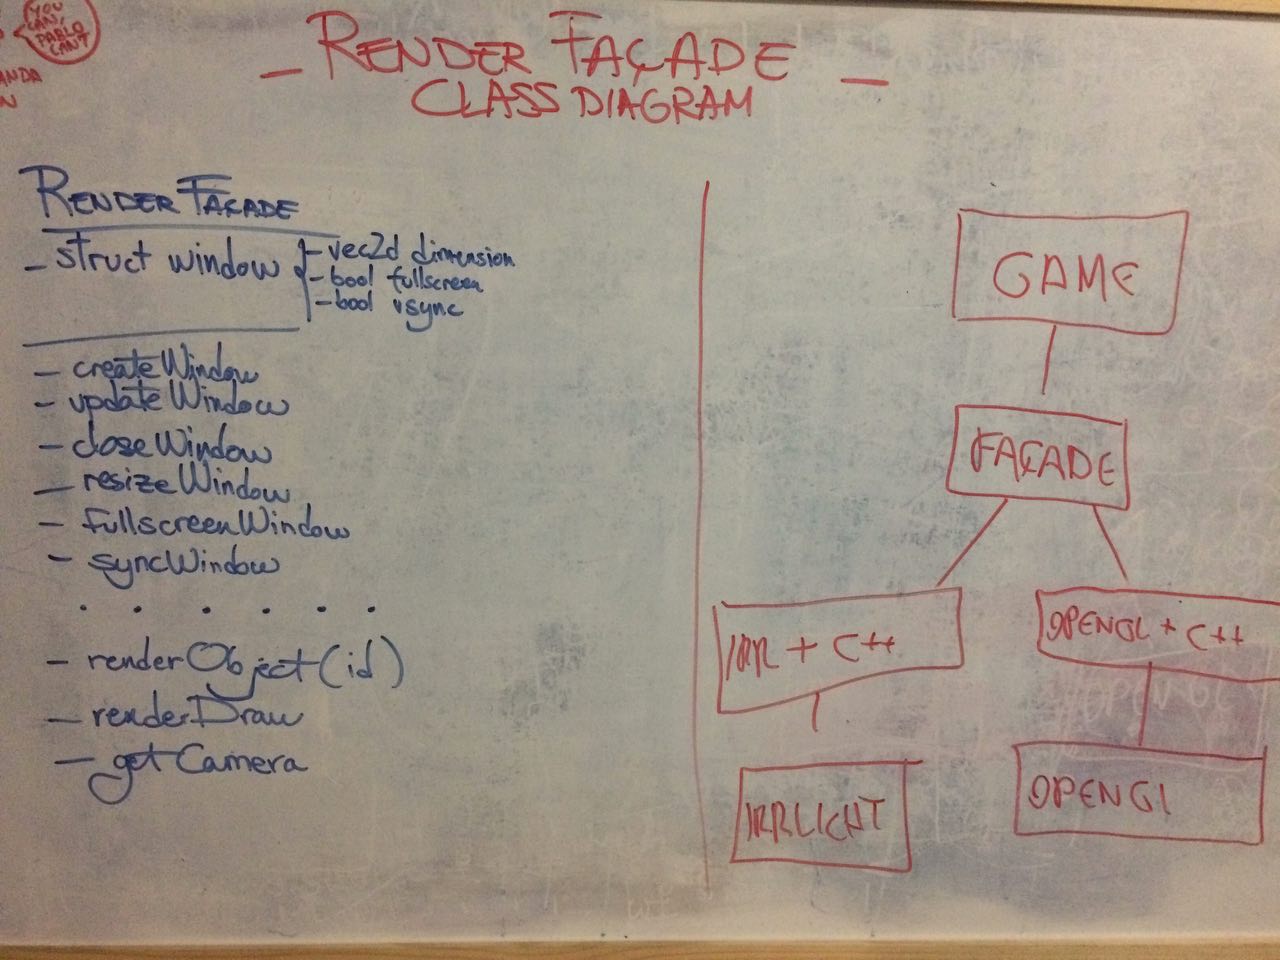 YOU
CAN,
PABLO
CAN'T
ANDA
N
— RENDER FAÇADE —
CLASS DIAGRAM
RENDER FAÇADE
- struct window
- vec2d dimension
- bool fullscreen
- bool vsync
- createWindow
- updateWindow
- closeWindow
- resizeWindow
- fullscreenWindow
- syncWindow
. . . . . .
- renderObject(id)
- renderDraw
- getCamera
GAME
FAÇADE
IRR + C++
OPENGL + C++
OPENGL
IRRLICHT
OPENGL